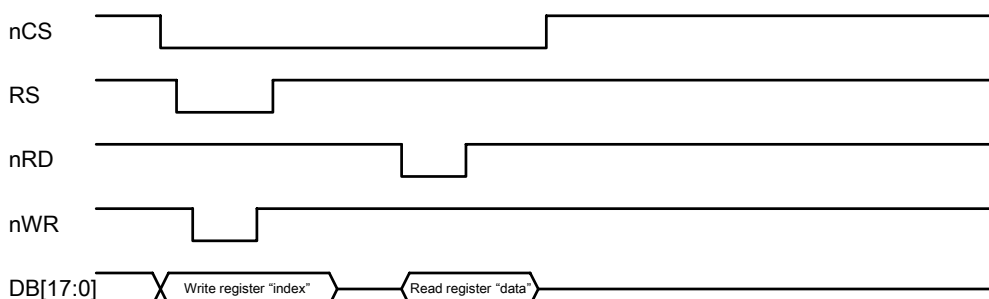 nCS
RS
nRD
nWR
DB[17:0]
Write register “index”
Read register “data”